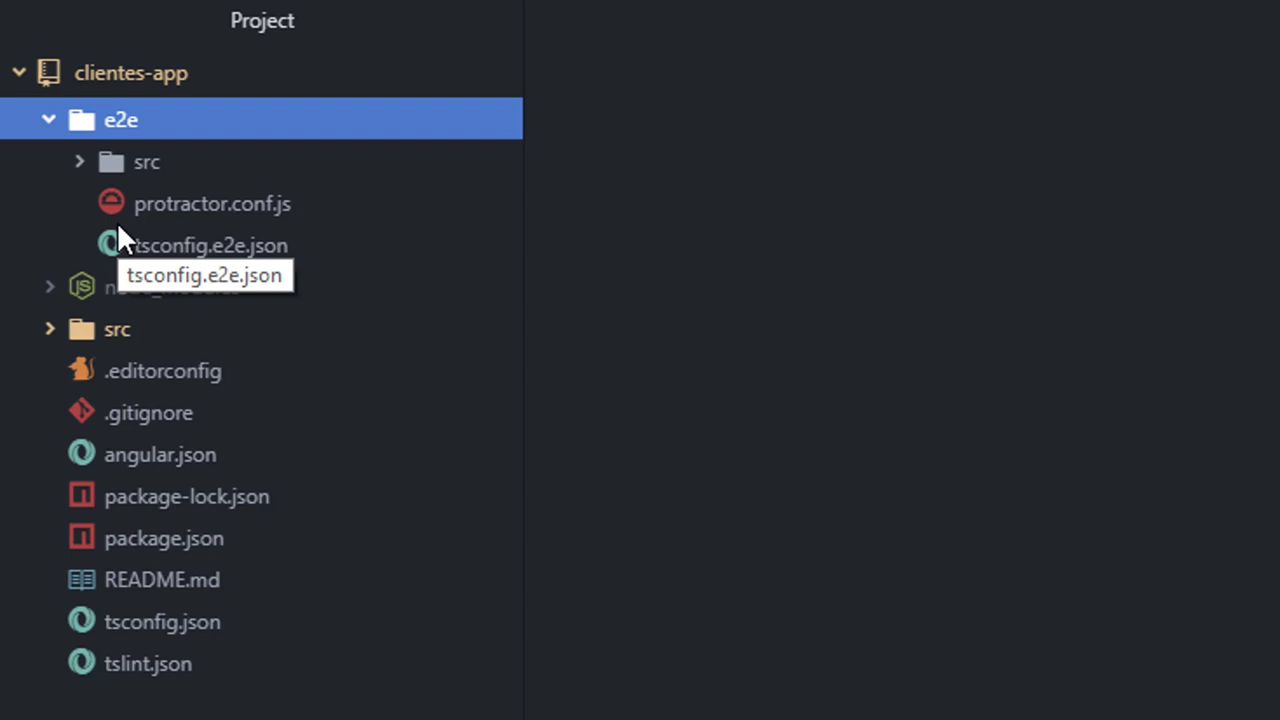 Project
clientes-app
e2e
src
protractor.conf.js
tsconfig.e2e.json
tsconfig.e2e.json
src
.editorconfig
.gitignore
angular.json
package-lock.json
package.json
README.md
tsconfig.json
tslint.json